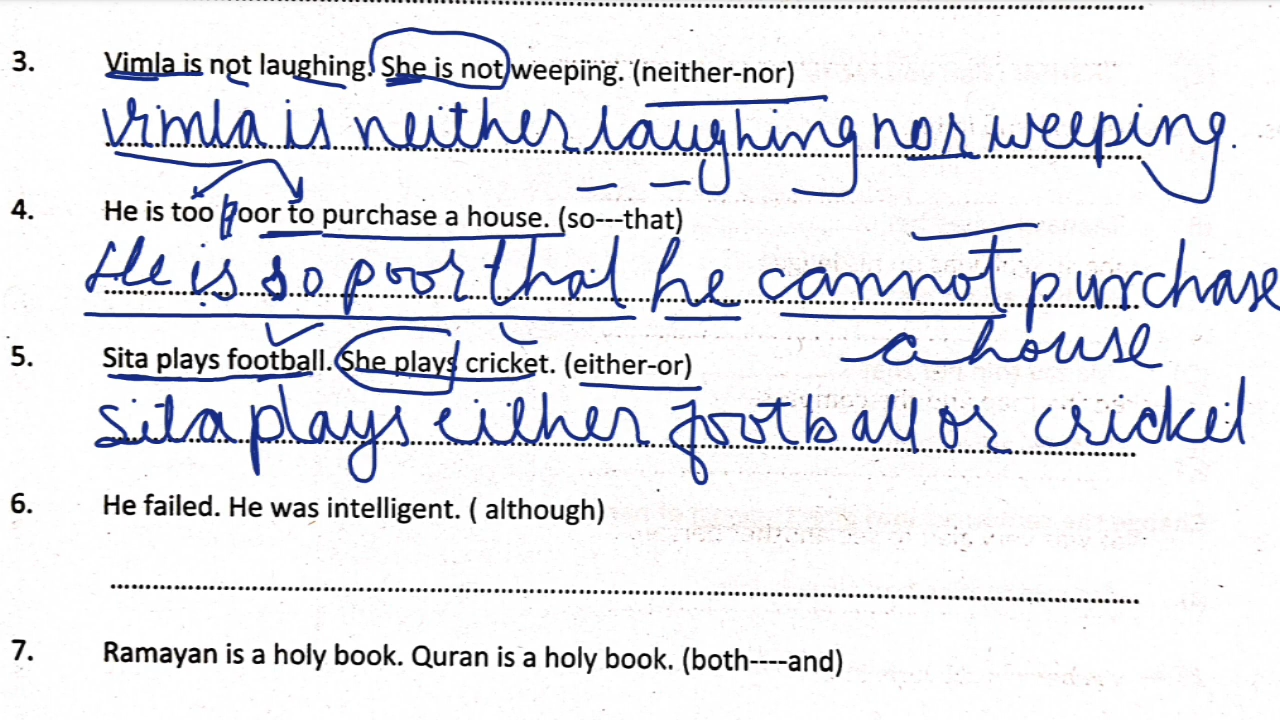 3. Vimla is not laughing. She is not weeping. (neither-nor)
Vimla is neither laughing nor weeping.
4. He is too poor to purchase a house. (so---that)
He is so poor that he cannot purchase
a house
5. Sita plays football. She plays cricket. (either-or)
Sita plays either football or cricket
6. He failed. He was intelligent. ( although)
7. Ramayan is a holy book. Quran is a holy book. (both----and)